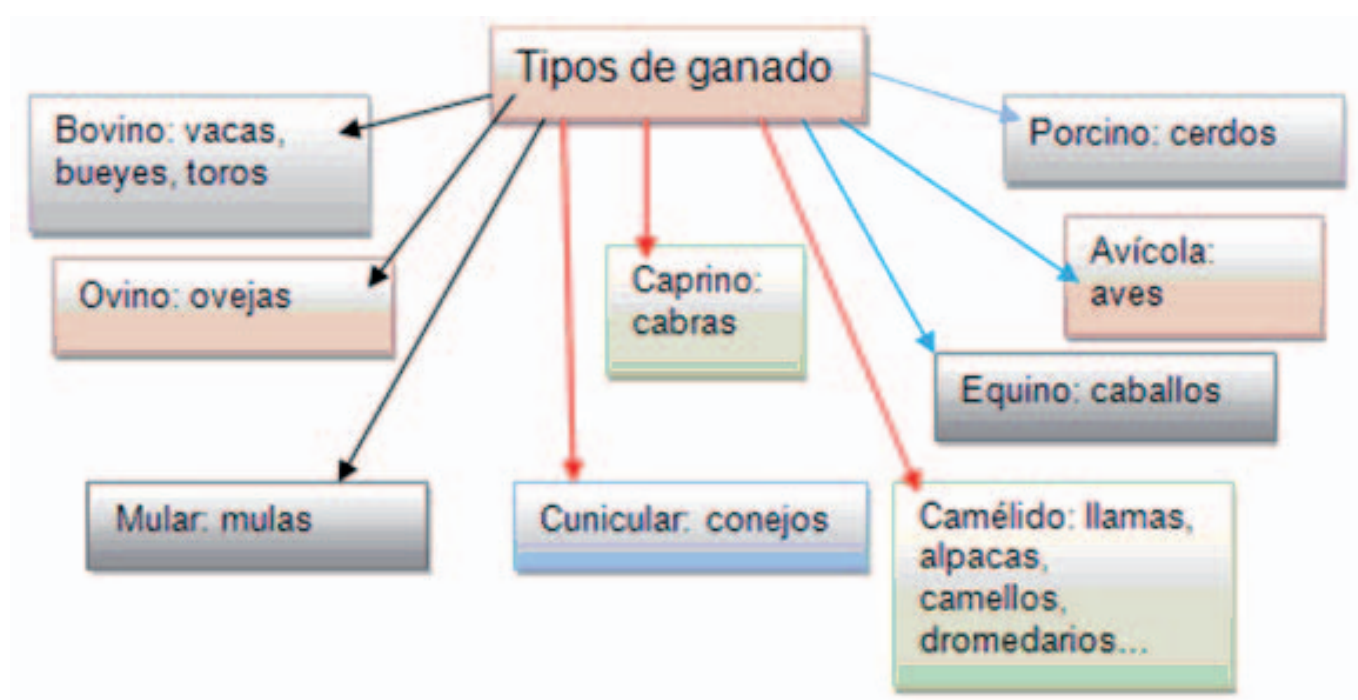 Tipos de ganado
Bovino: vacas,
bueyes, toros
Porcino: cerdos
Ovino: ovejas
Caprino:
cabras
Avícola:
aves
Equino: caballos
Mular: mulas
Cunicular: conejos
Camélido: llamas,
alpacas,
camellos,
dromedarios...